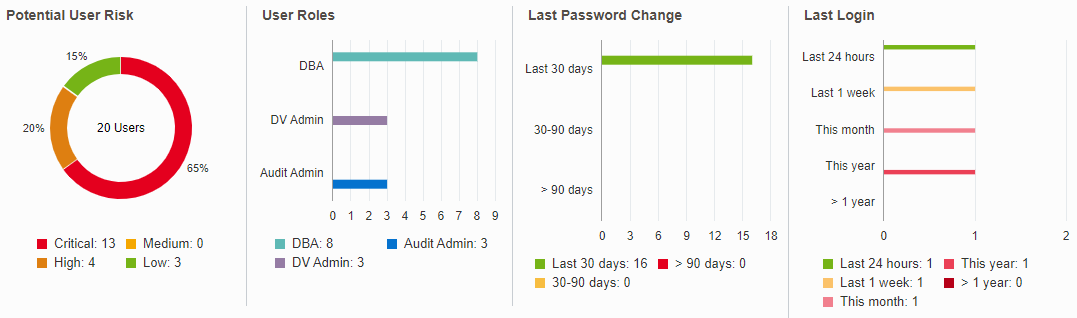 Potential User Risk
15%
20%
20 Users
65%
Critical: 13 Medium: 0
High: 4 Low: 3
User Roles
DBA
DV Admin
Audit Admin
0 1 2 3 4 5 6 7 8 9
DBA: 8 Audit Admin: 3
DV Admin: 3
Last Password Change
Last 30 days
30-90 days
> 90 days
0 3 6 9 12 15 18
Last 30 days: 16 > 90 days: 0
30-90 days: 0
Last Login
Last 24 hours
Last 1 week
This month
This year
> 1 year
0 1 2
Last 24 hours: 1 This year: 1
Last 1 week: 1 > 1 year: 0
This month: 1